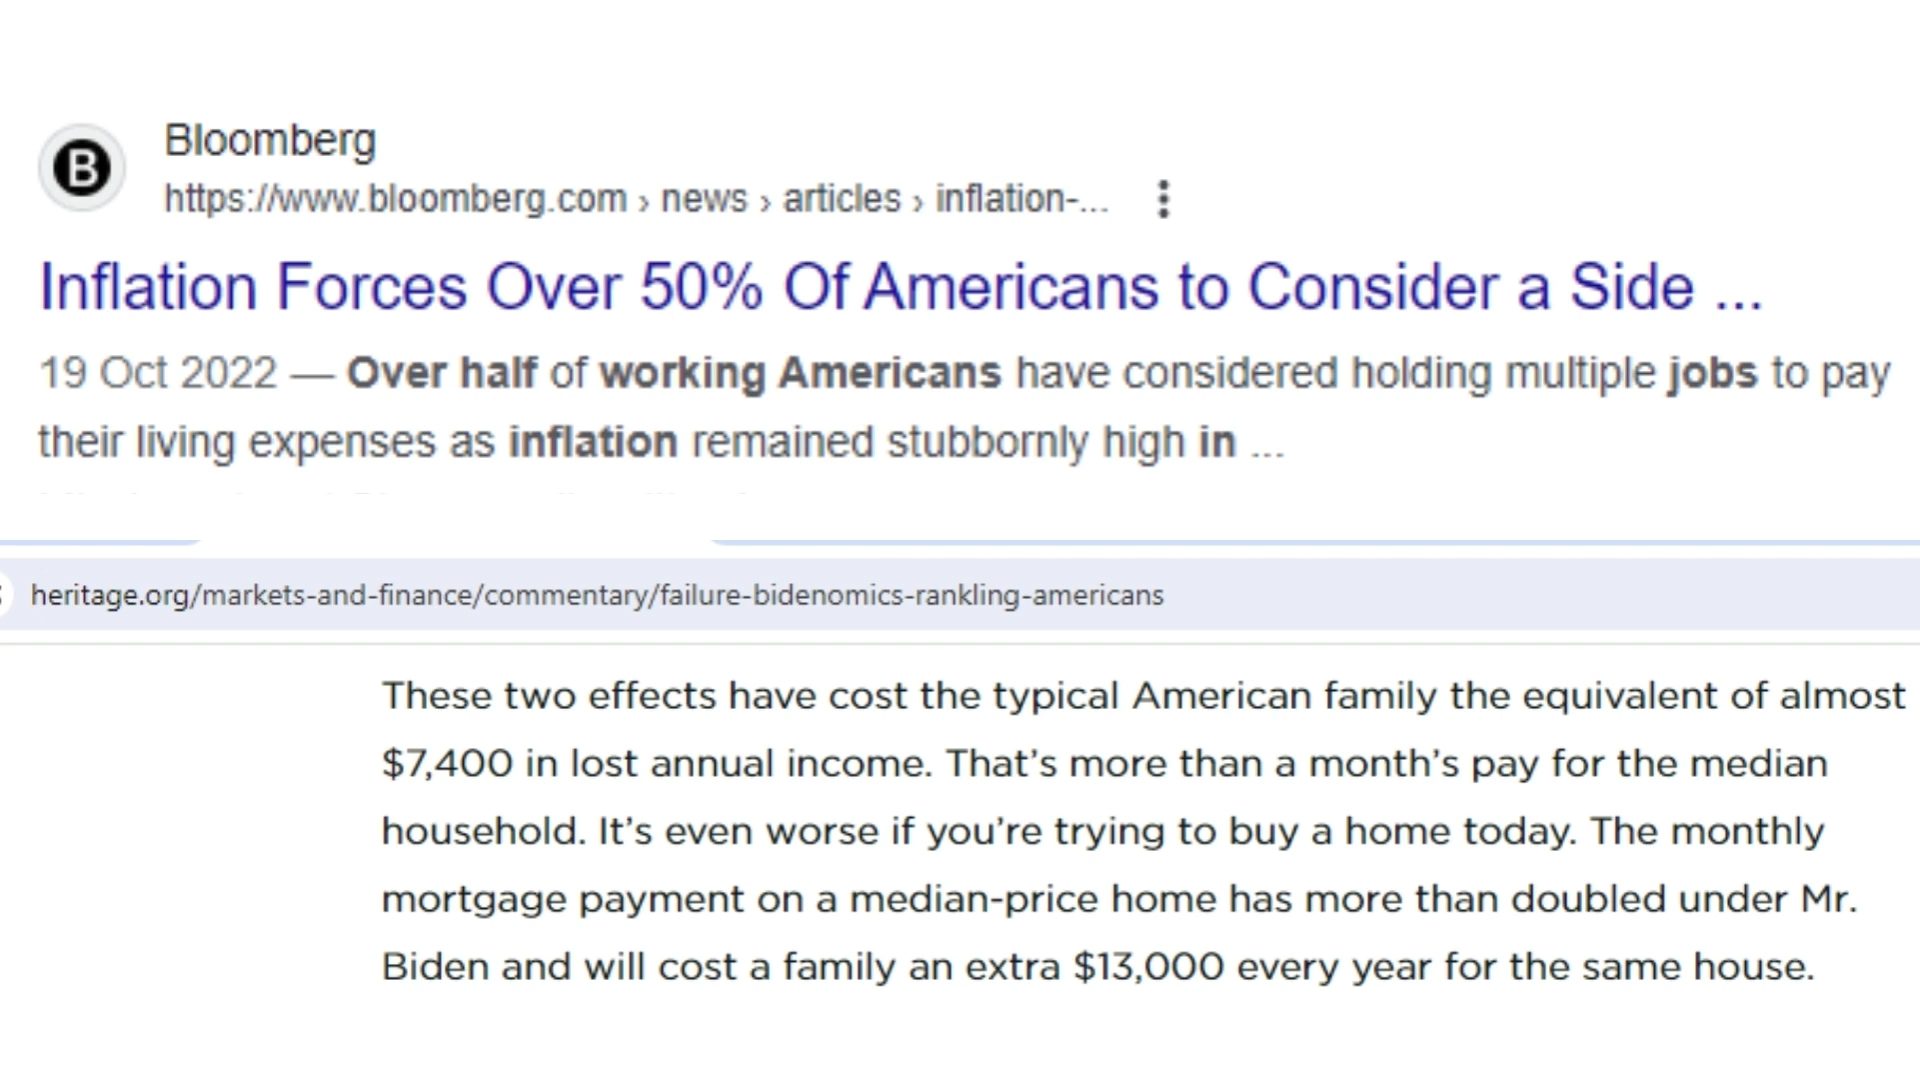 B
Bloomberg
https://www.bloomberg.com › news › articles › inflation-...
Inflation Forces Over 50% Of Americans to Consider a Side ...
19 Oct 2022 — Over half of working Americans have considered holding multiple jobs to pay
their living expenses as inflation remained stubbornly high in ...
heritage.org/markets-and-finance/commentary/failure-bidenomics-rankling-americans
These two effects have cost the typical American family the equivalent of almost
$7,400 in lost annual income. That’s more than a month’s pay for the median
household. It’s even worse if you’re trying to buy a home today. The monthly
mortgage payment on a median-price home has more than doubled under Mr.
Biden and will cost a family an extra $13,000 every year for the same house.